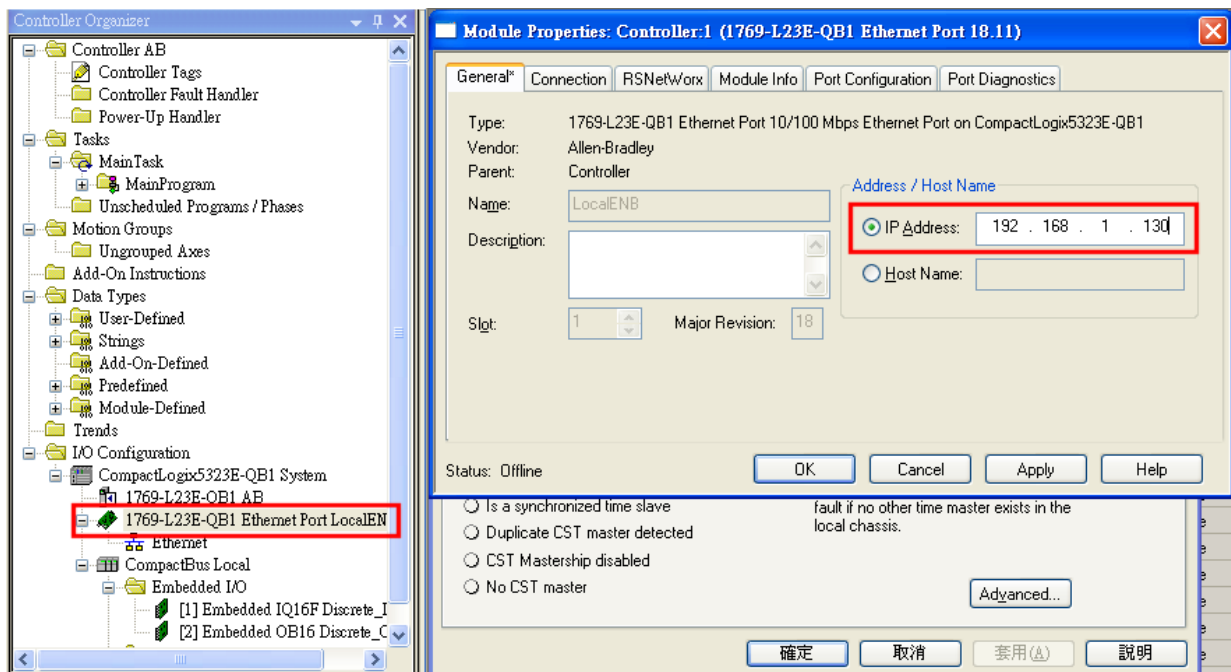 Controller Organizer
Controller AB
Controller Tags
Controller Fault Handler
Power-Up Handler
Tasks
MainTask
MainProgram
Unscheduled Programs / Phases
Motion Groups
Ungrouped Axes
Add-On Instructions
Data Types
User-Defined
Strings
Add-On-Defined
Predefined
Module-Defined
Trends
I/O Configuration
CompactLogix5323E-QB1 System
1769-L23E-QB1 AB
1769-L23E-QB1 Ethernet Port LocalEN
Ethernet
CompactBus Local
Embedded I/O
[1] Embedded IQ16F Discrete_I
[2] Embedded OB16 Discrete_C
Module Properties: Controller:1 (1769-L23E-QB1 Ethernet Port 18.11)
General* Connection RSNetWorx Module Info Port Configuration Port Diagnostics
Type: 1769-L23E-QB1 Ethernet Port 10/100 Mbps Ethernet Port on CompactLogix5323E-QB1
Vendor: Allen-Bradley
Parent: Controller
Name: LocalENB
Description:
Slot: 1 Major Revision: 18
Address / Host Name
IP Address: 192 . 168 . 1 . 130
Host Name:
Status: Offline
OK Cancel Apply Help
Is a synchronized time slave
Duplicate CST master detected
CST Mastership disabled
No CST master
fault if no other time master exists in the
local chassis.
Advanced...
確定 取消 套用(A) 說明